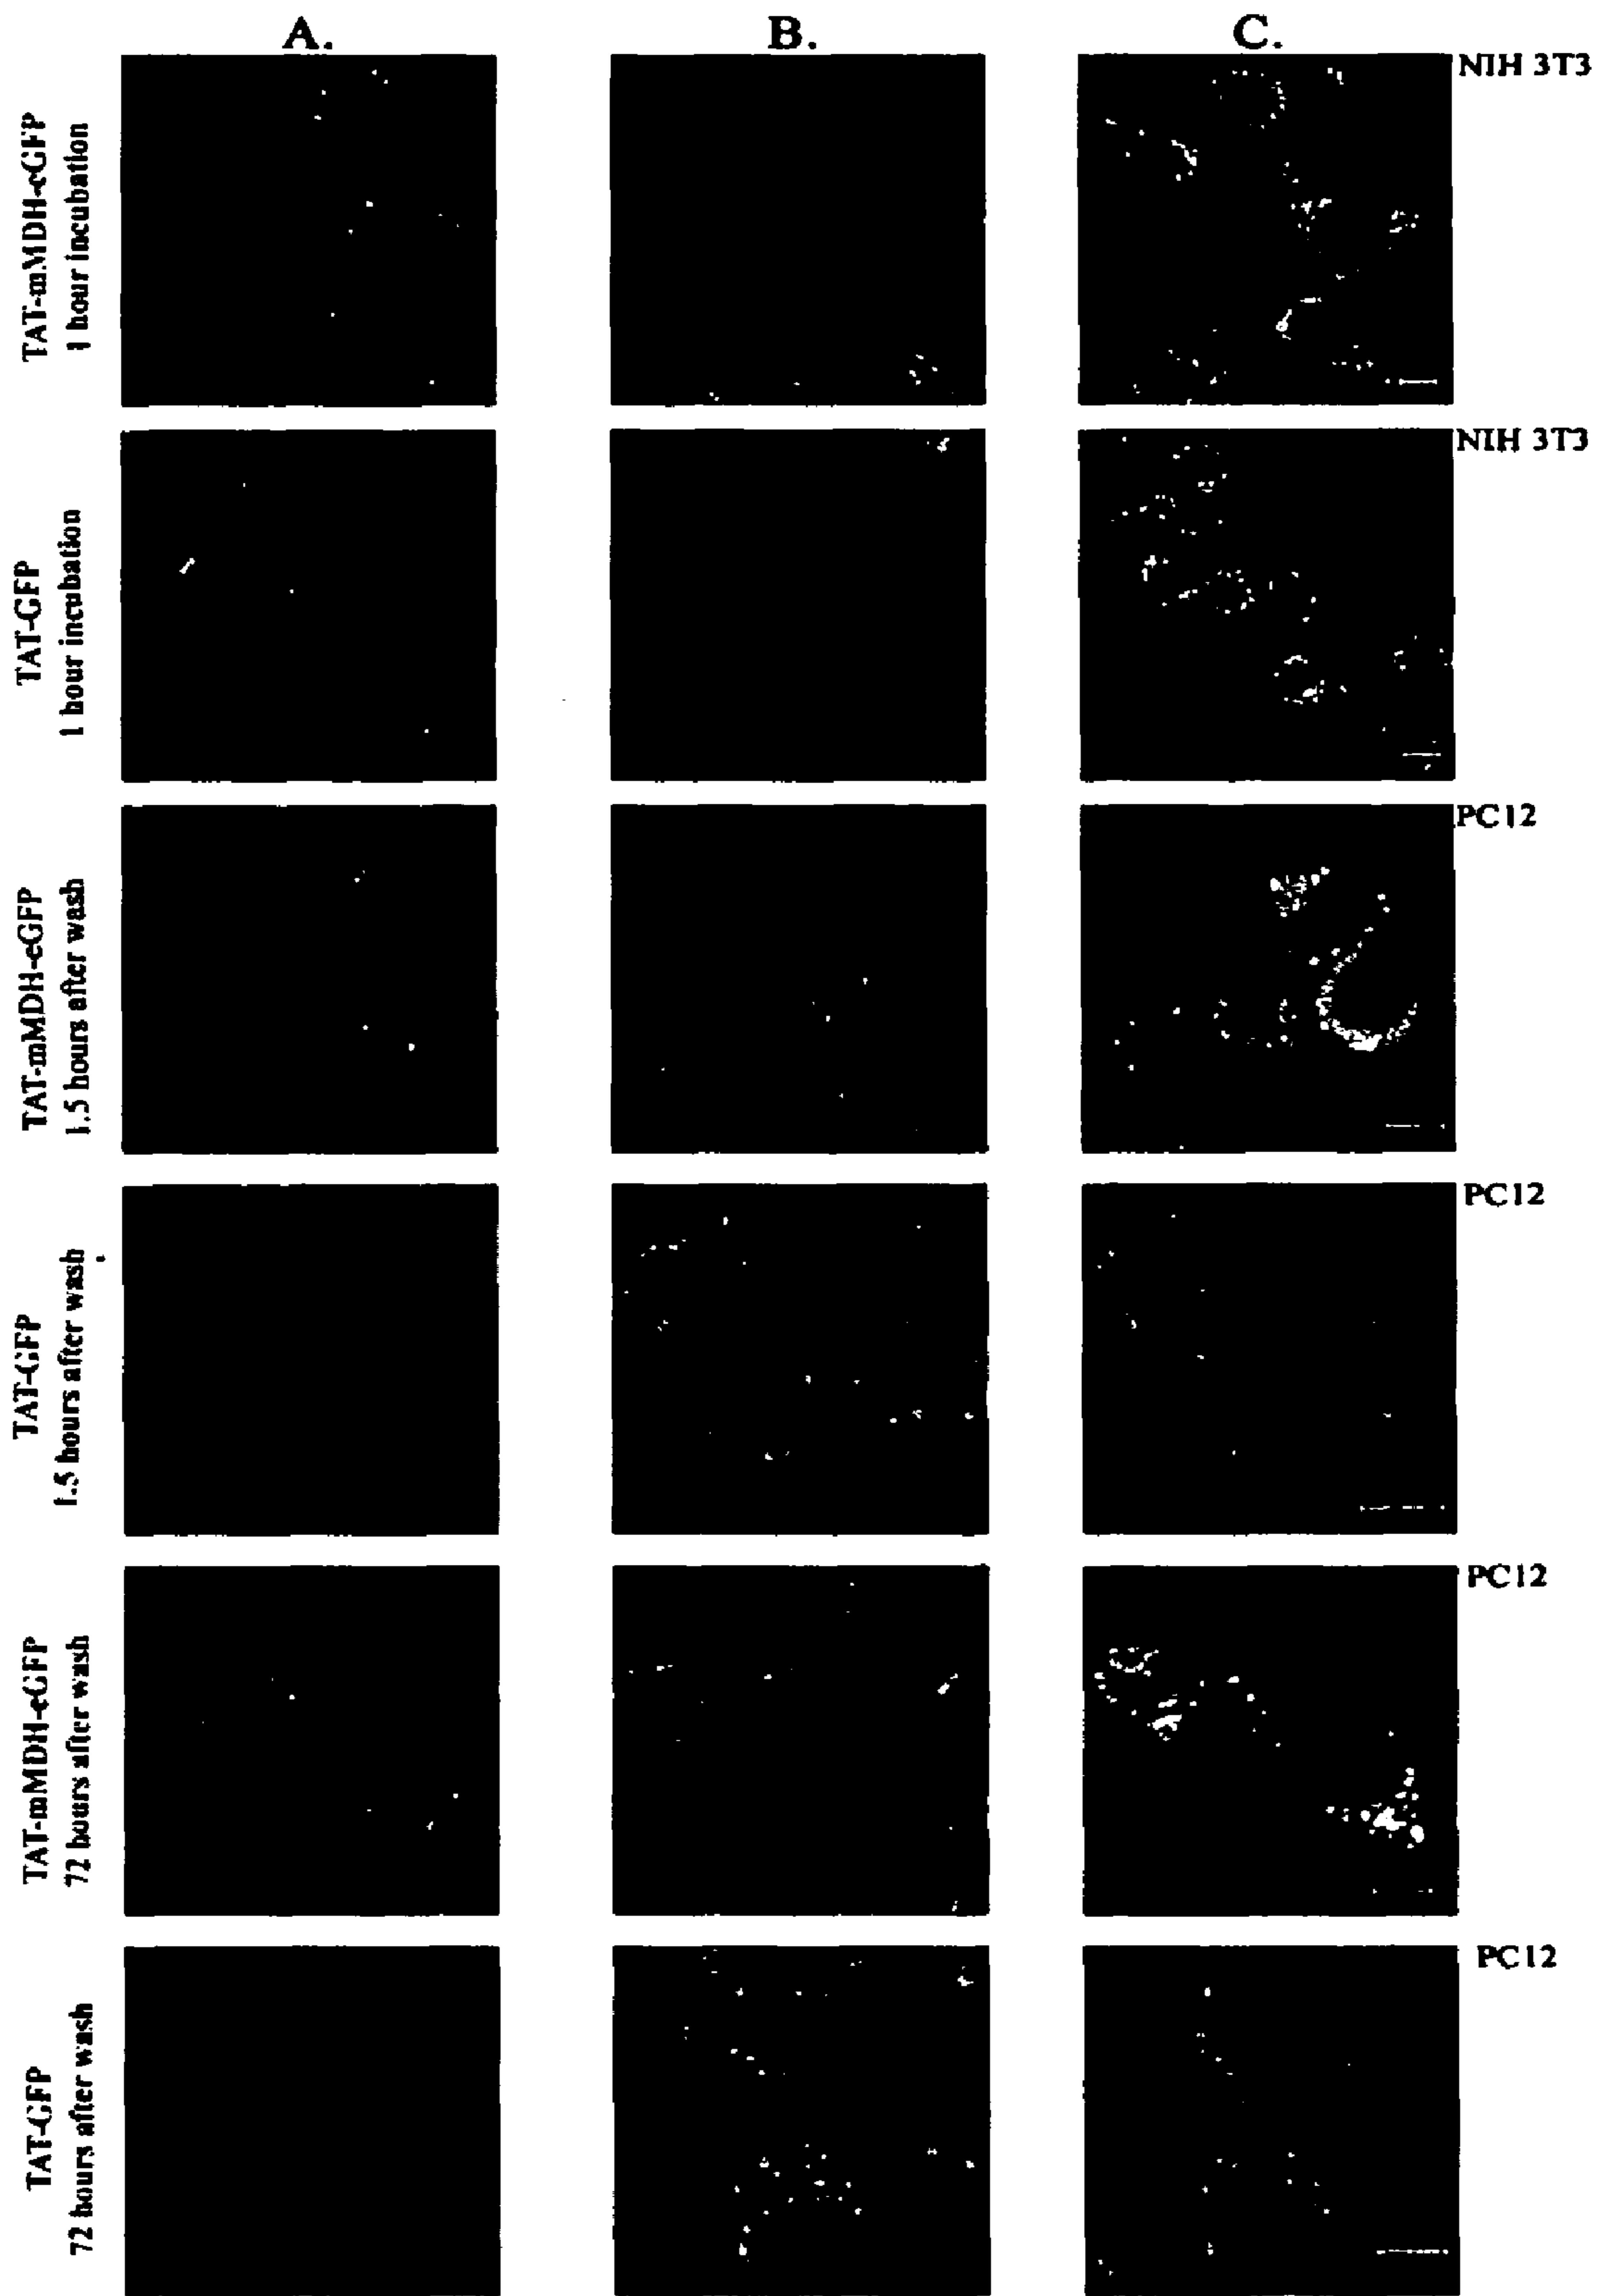 A.
B.
C.
TAT-mMDH-eGFP
1 hour incubation
NIH 3T3
TAT-GFP
1 hour incubation
NIH 3T3
TAT-mMDH-eGFP
1.5 hours after wash
PC12
TAT-GFP
1.5 hours after wash
PC12
TAT-mMDH-eGFP
72 hours after wash
PC12
TAT-GFP
72 hours after wash
PC12